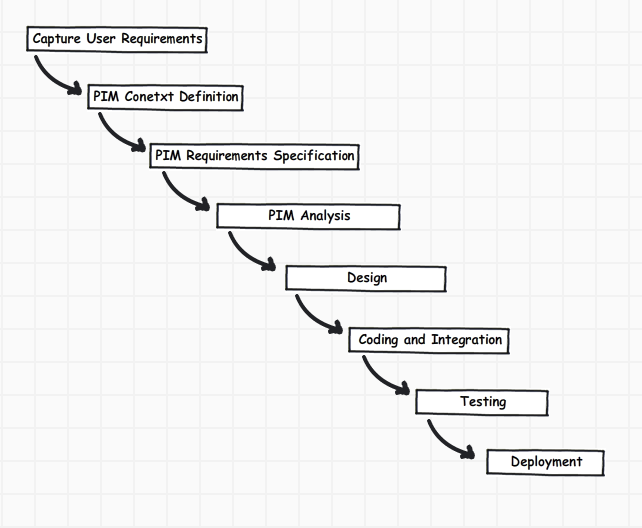 Capture User Requirements
PIM Conetxt Definition
PIM Requirements Specification
PIM Analysis
Design
Coding and Integration
Testing
Deployment